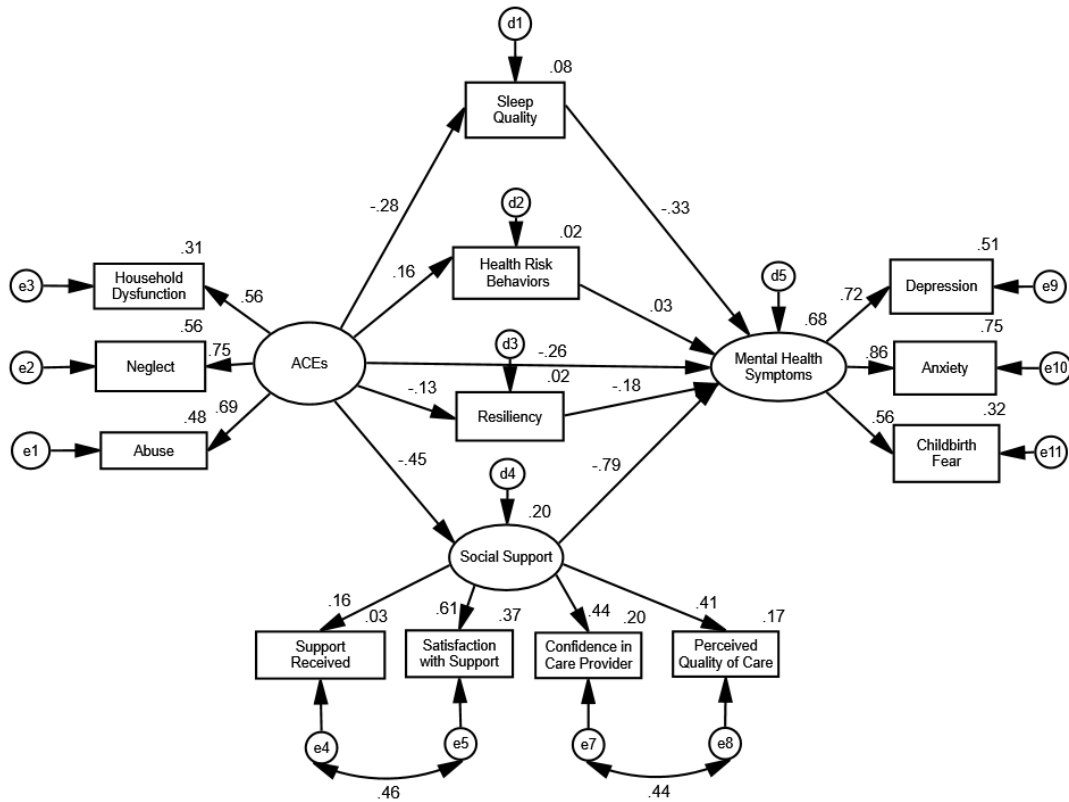 d1
.08
Sleep
Quality
-.28
-.33
d2
.02
Health Risk
Behaviors
.16
.03
.31
e3
Household
Dysfunction
.56
d5
.51
Depression
e9
.72
.68
.56
e2
Neglect
.75
ACEs
d3
-.26
Mental Health
Symptoms
.75
.86
Anxiety
e10
.02
Resiliency
-.13
-.18
.48
.69
e1
Abuse
.32
.56
Childbirth
Fear
e11
-.45
d4
-.79
.20
Social Support
.16
.03
Support
Received
.61
.37
Satisfaction
with Support
.44
.20
Confidence in
Care Provider
.41
.17
Perceived
Quality of Care
e4
e5
e7
e8
.46
.44